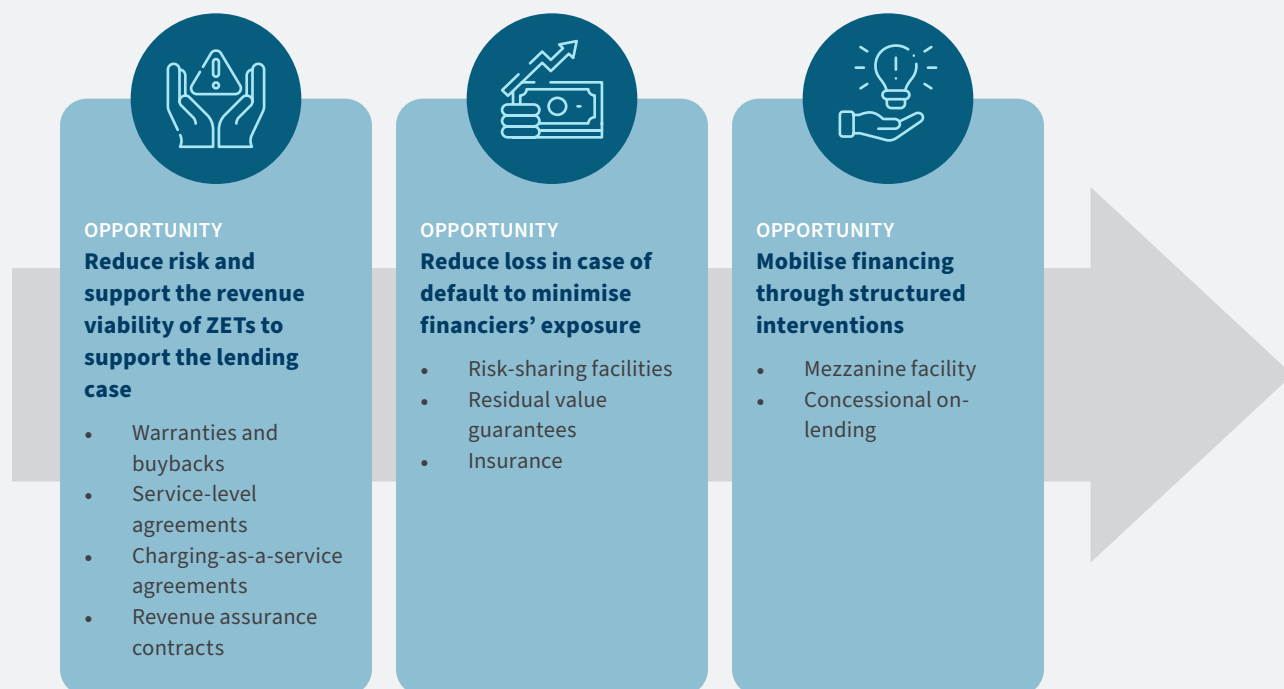 OPPORTUNITY
Reduce risk and
support the revenue
viability of ZETs to
support the lending
case
• Warranties and
buybacks
• Service-level
agreements
• Charging-as-a-service
agreements
• Revenue assurance
contracts
OPPORTUNITY
Reduce loss in case of
default to minimise
financiers’ exposure
• Risk-sharing facilities
• Residual value
guarantees
• Insurance
OPPORTUNITY
Mobilise financing
through structured
interventions
• Mezzanine facility
• Concessional on-
lending